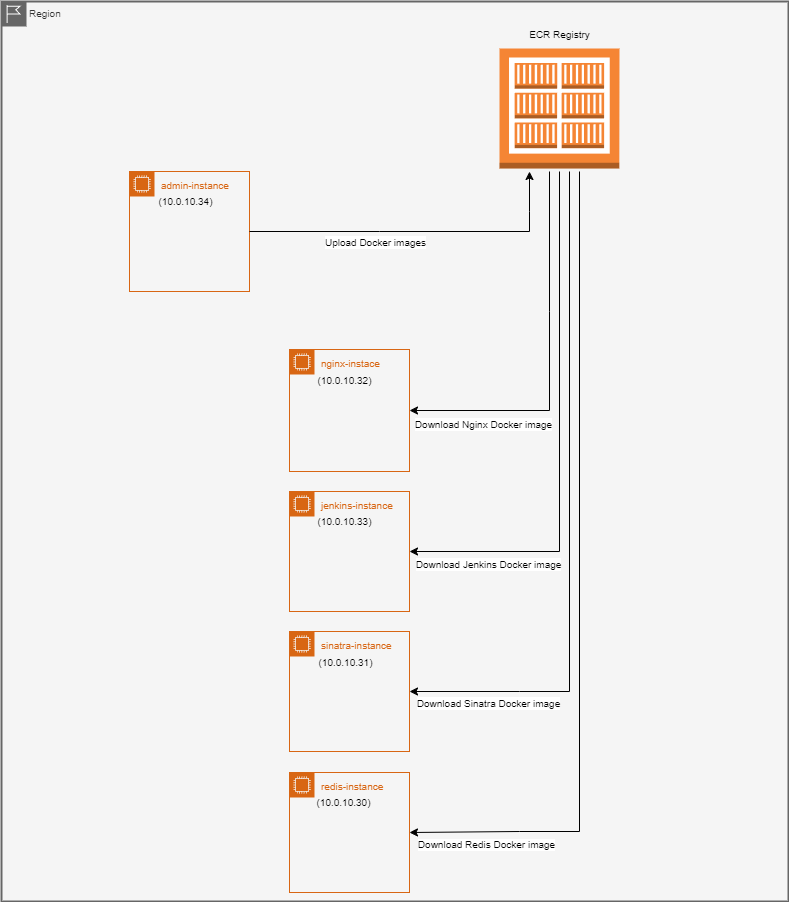 Region
ECR Registry
admin-instance
(10.0.10.34)
Upload Docker images
nginx-instace
(10.0.10.32)
Download Nginx Docker image
jenkins-instance
(10.0.10.33)
Download Jenkins Docker image
sinatra-instance
(10.0.10.31)
Download Sinatra Docker image
redis-instance
(10.0.10.30)
Download Redis Docker image